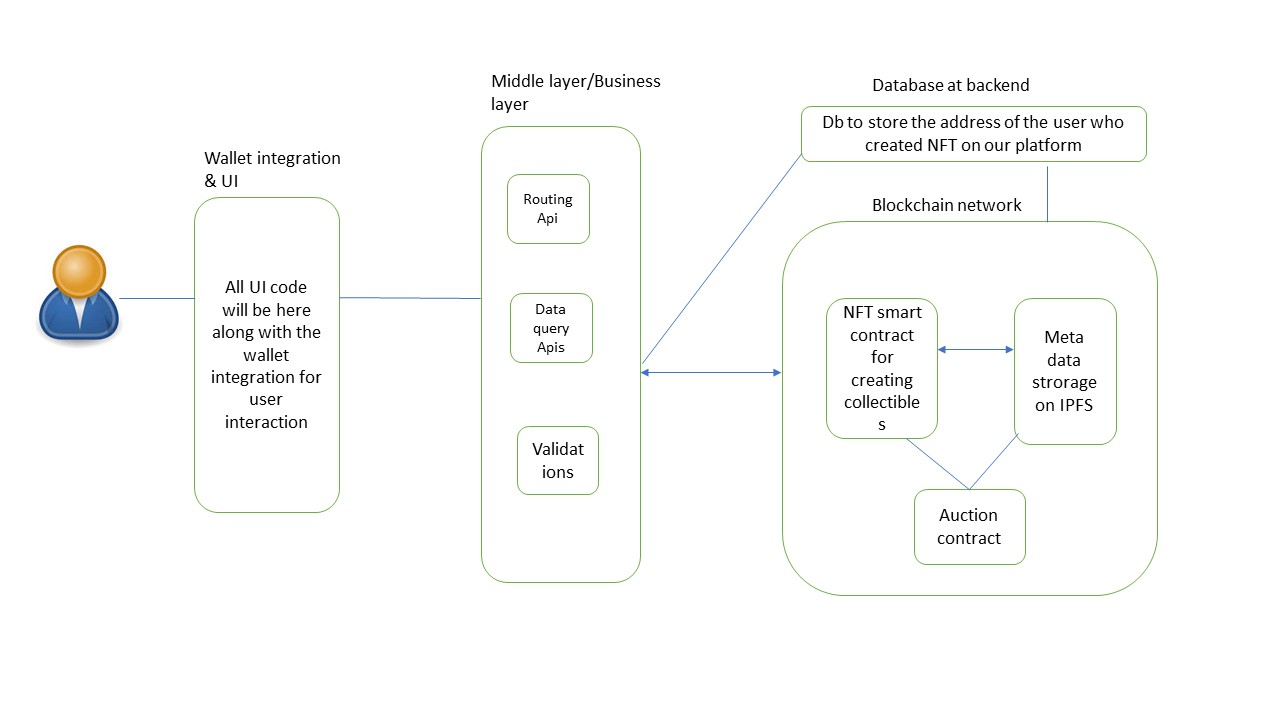 Middle layer/Business
layer
Database at backend
Db to store the address of the user who
created NFT on our platform
Wallet integration
& UI
Routing
Api
Blockchain network
All UI code
will be here
along with the
wallet
integration for
user
interaction
Data
query
Apis
NFT smart
contract
for
creating
collectible
s
Meta
data
strorage
on IPFS
Validat
ions
Auction
contract